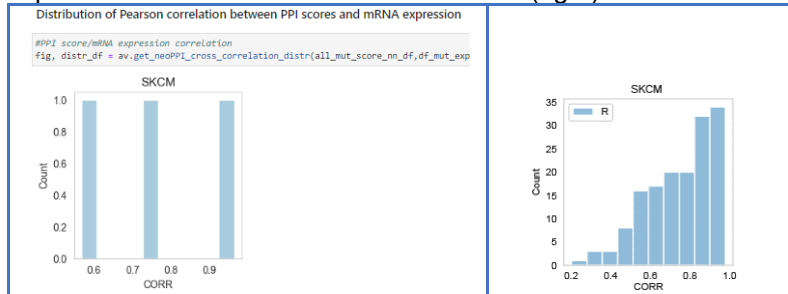 Distribution of Pearson correlation between PPI scores and mRNA expression
#PPI score/mRNA expression correlation
fig, distr_df = av.get_neoPPI_cross_correlation_distr(all_mut_score_nn_df,df_mut_exp
SKCM
1.0
0.8
0.6
0.4
0.2
0.0
Count
0.6 0.7 0.8 0.9
CORR
SKCM
R
35
30
25
20
15
10
5
0
Count
0.2 0.4 0.6 0.8 1.0
CORR